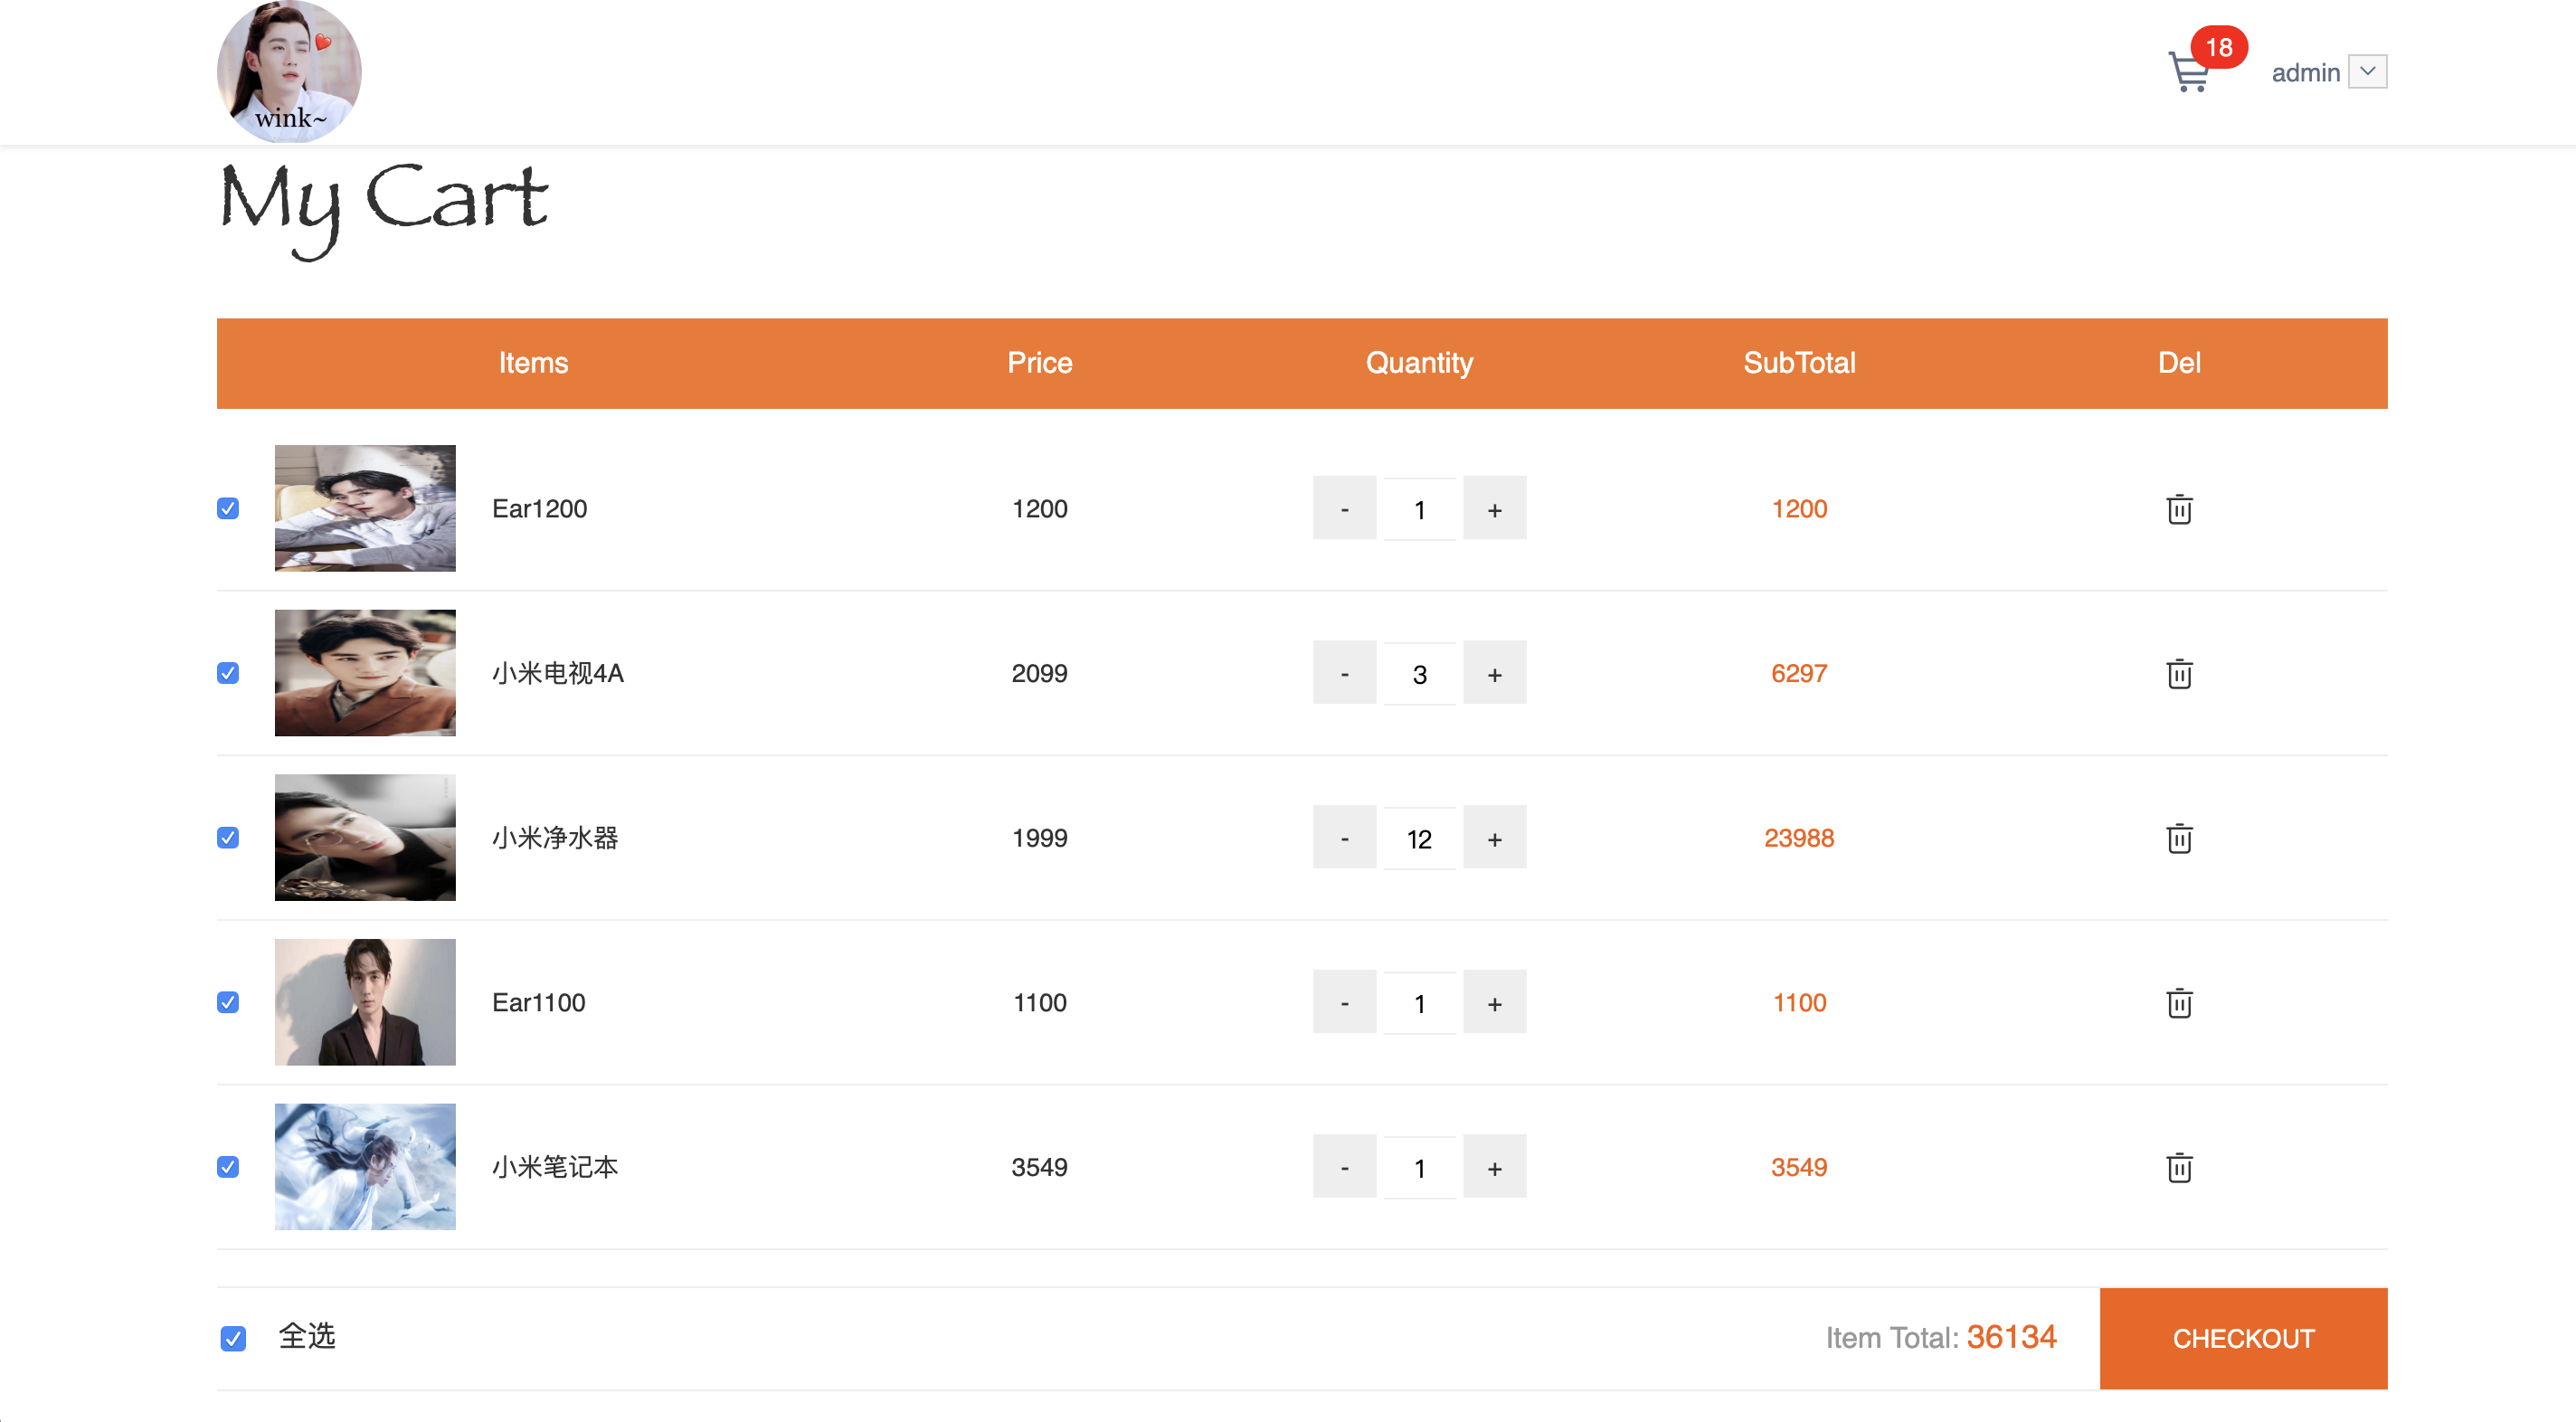 wink~
18
admin
My Cart
Items Price Quantity SubTotal Del
Ear1200 1200 - 1 + 1200
小米电视4A 2099 - 3 + 6297
小米净水器 1999 - 12 + 23988
Ear1100 1100 - 1 + 1100
小米笔记本 3549 - 1 + 3549
全选 Item Total: 36134 CHECKOUT